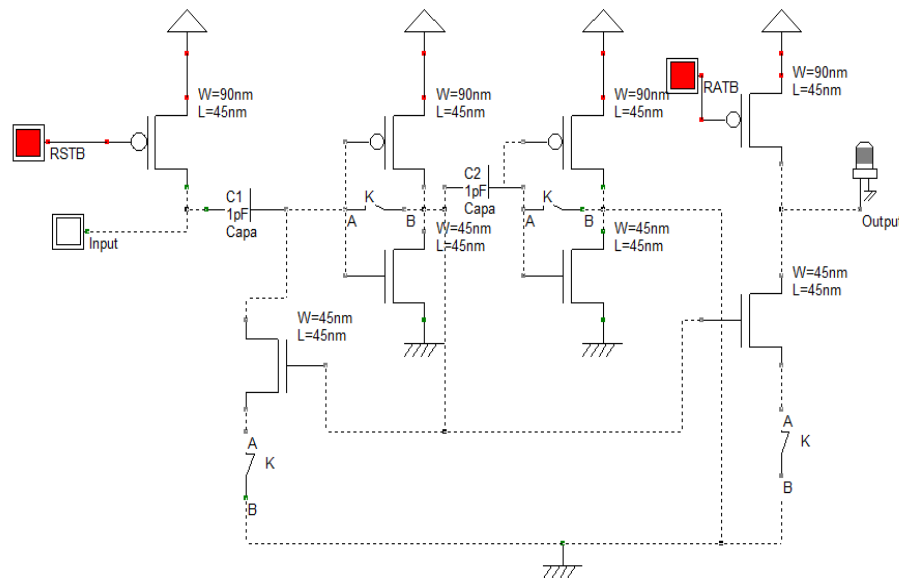 W=90nm
L=45nm
RSTB
Input
C1
1pF
Capa
W=90nm
L=45nm
K
A
B
W=45nm
L=45nm
C2
1pF
Capa
W=90nm
L=45nm
K
A
B
W=45nm
L=45nm
RATB
W=90nm
L=45nm
Output
W=45nm
L=45nm
W=45nm
L=45nm
A
K
B
A
K
B